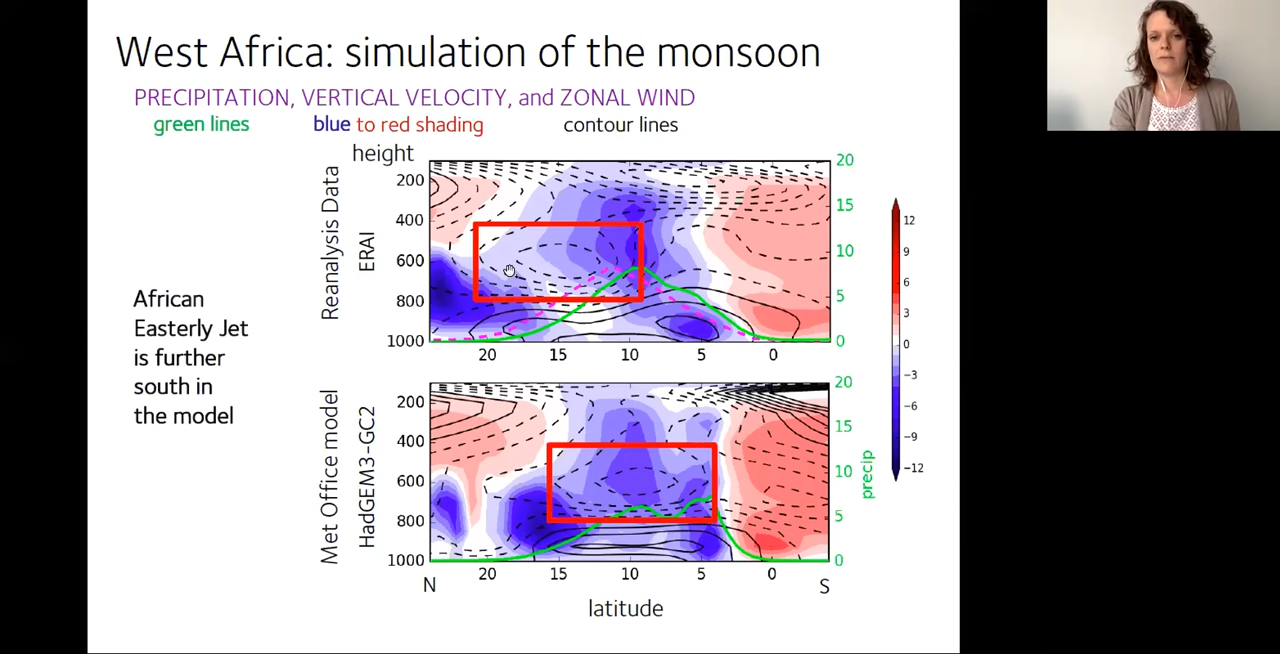 West Africa: simulation of the monsoon
PRECIPITATION, VERTICAL VELOCITY, and ZONAL WIND
green lines blue to red shading contour lines
height
Reanalysis Data
ERAI
200
400
600
800
1000
20 15 10 5 0
20
15
10
5
0
12
9
6
3
0
−3
−6
−9
−12
African
Easterly Jet
is further
south in
the model
Met Office model
HadGEM3-GC2
200
400
600
800
1000
20 15 10 5 0
20
15
10
5
0
precip
N S
latitude